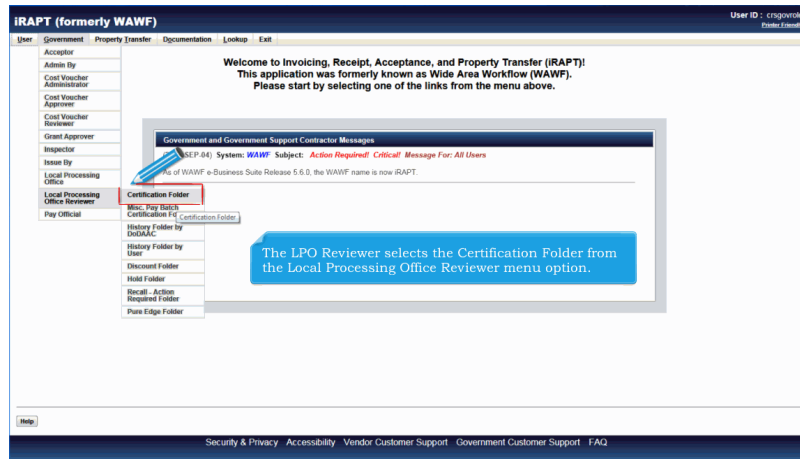 iRAPT (formerly WAWF)
User ID : crsgovrol
Printer Friendl
User Government Property Transfer Documentation Lookup Exit
Acceptor
Admin By
Cost Voucher
Administrator
Cost Voucher
Approver
Cost Voucher
Reviewer
Grant Approver
Inspector
Issue By
Local Processing
Office
Local Processing
Office Reviewer
Pay Official
Certification Folder
Misc. Pay Batch
Certification Fo
Certification Folder
History Folder by
DoDAAC
History Folder by
User
Discount Folder
Hold Folder
Recall - Action
Required Folder
Pure Edge Folder
Welcome to Invoicing, Receipt, Acceptance, and Property Transfer (iRAPT)!
This application was formerly known as Wide Area Workflow (WAWF).
Please start by selecting one of the links from the menu above.
Government and Government Support Contractor Messages
SEP-04) System: WAWF Subject: Action Required! Critical! Message For: All Users
As of WAWF e-Business Suite Release 5.6.0, the WAWF name is now iRAPT.
The LPO Reviewer selects the Certification Folder from
the Local Processing Office Reviewer menu option.
Help
Security & Privacy Accessibility Vendor Customer Support Government Customer Support FAQ